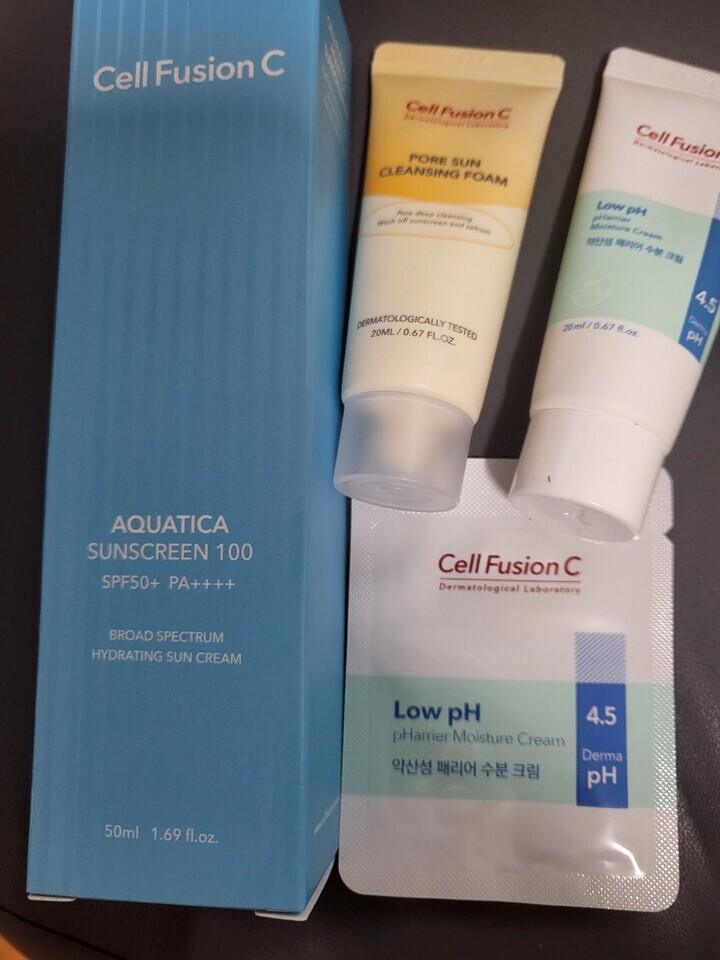 Cell Fusion C
AQUATICA
SUNSCREEN 100
SPF50+ PA++++
BROAD SPECTRUM
HYDRATING SUN CREAM
50ml 1.69 fl.oz.
Cell Fusion C
Dermatological Laboratory
PORE SUN
CLEANSING FOAM
Pore deep cleansing
Wash off sunscreen and sebum
DERMATOLOGICALLY TESTED
20ML / 0.67 FL.OZ.
Cell Fusion
Dermatological Labora
Low pH
pHarrier
Moisture Cream
약산성 패리어 수분 크림
4.5
Derma
pH
20ml / 0.67 fl.oz.
Cell Fusion C
Dermatological Laboratory
Low pH
pHarrier Moisture Cream
약산성 패리어 수분 크림
4.5
Derma
pH